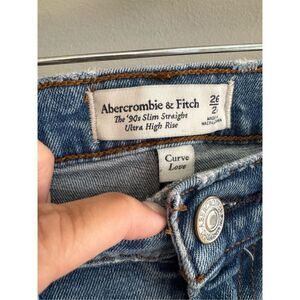 Abercrombie & Fitch
The '90s Slim Straight
Ultra High Rise
26
2
Curve
Love